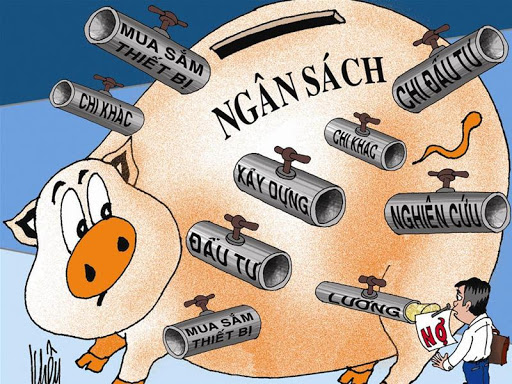 MUA SẮM
THIẾT BỊ
CHI KHÁC
NGÂN SÁCH
CHI ĐẦU TƯ
CHI KHÁC
XÂY DỰNG
NGHIÊN CỨU
ĐẦU TƯ
MUA SẮM
THIẾT BỊ
LƯƠNG
NỢ